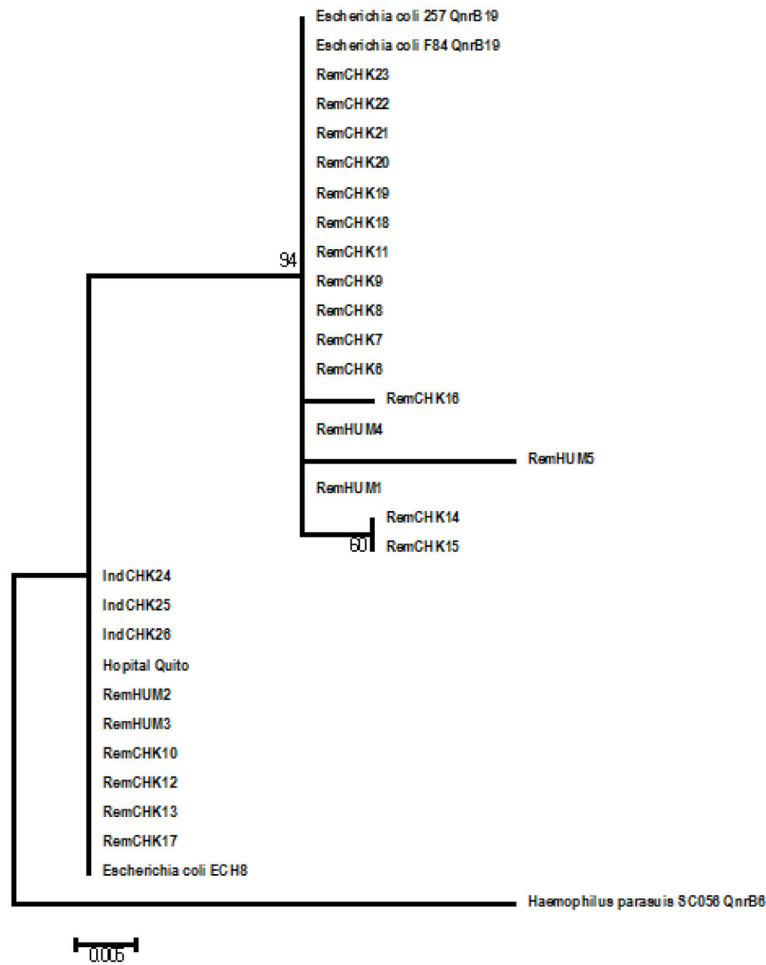 Escherichia coli 257 QnrB19
Escherichia coli F84 QnrB19
RemCHK23
RemCHK22
RemCHK21
RemCHK20
RemCHK19
RemCHK18
RemCHK11
94
RemCHK9
RemCHK8
RemCHK7
RemCHK6
RemCHK16
RemHUM4
RemHUM5
RemHUM1
RemCHK14
60
RemCHK15
IndCHK24
IndCHK25
IndCHK26
Hopital Quito
RemHUM2
RemHUM3
RemCHK10
RemCHK12
RemCHK13
RemCHK17
Escherichia coli ECH8
Haemophilus parasuis SC056 QnrB6
0.005